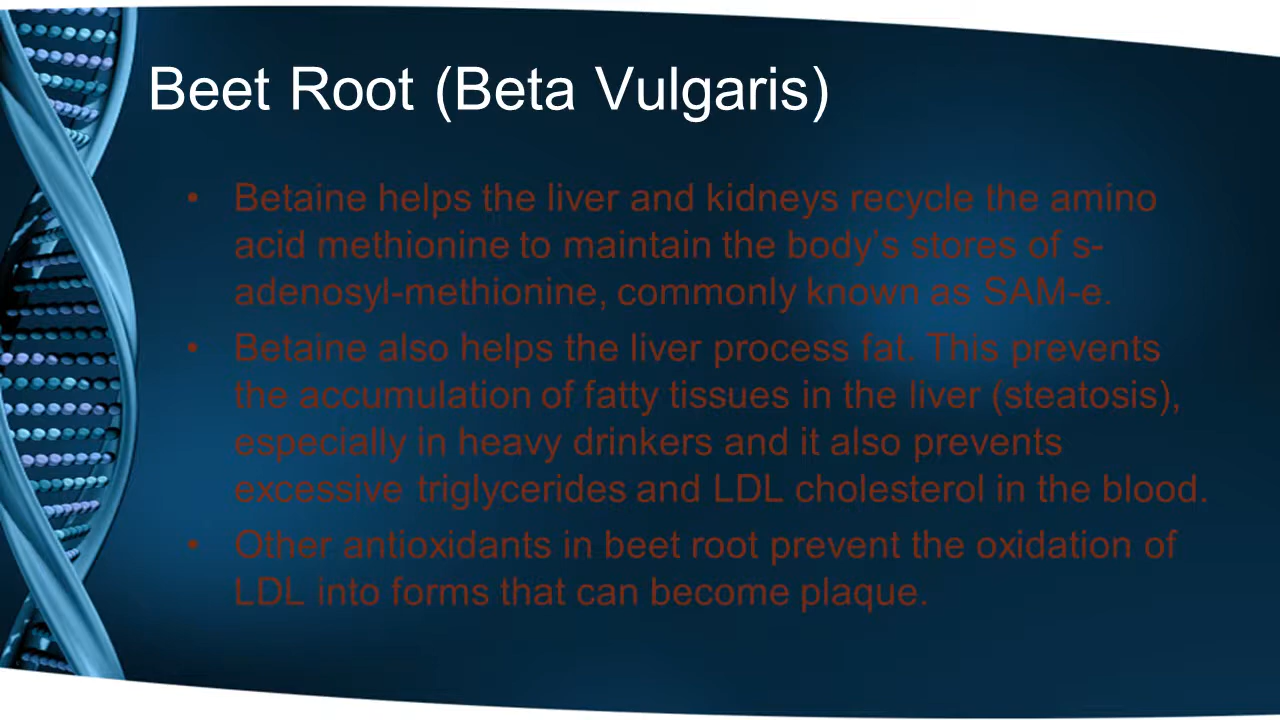 Beet Root (Beta Vulgaris)
• Betaine helps the liver and kidneys recycle the amino
acid methionine to maintain the body's stores of s-
adenosyl-methionine, commonly known as SAM-e.
• Betaine also helps the liver process fat. This prevents
the accumulation of fatty tissues in the liver (steatosis),
especially in heavy drinkers and it also prevents
excessive triglycerides and LDL cholesterol in the blood.
• Other antioxidants in beet root prevent the oxidation of
LDL into forms that can become plaque.